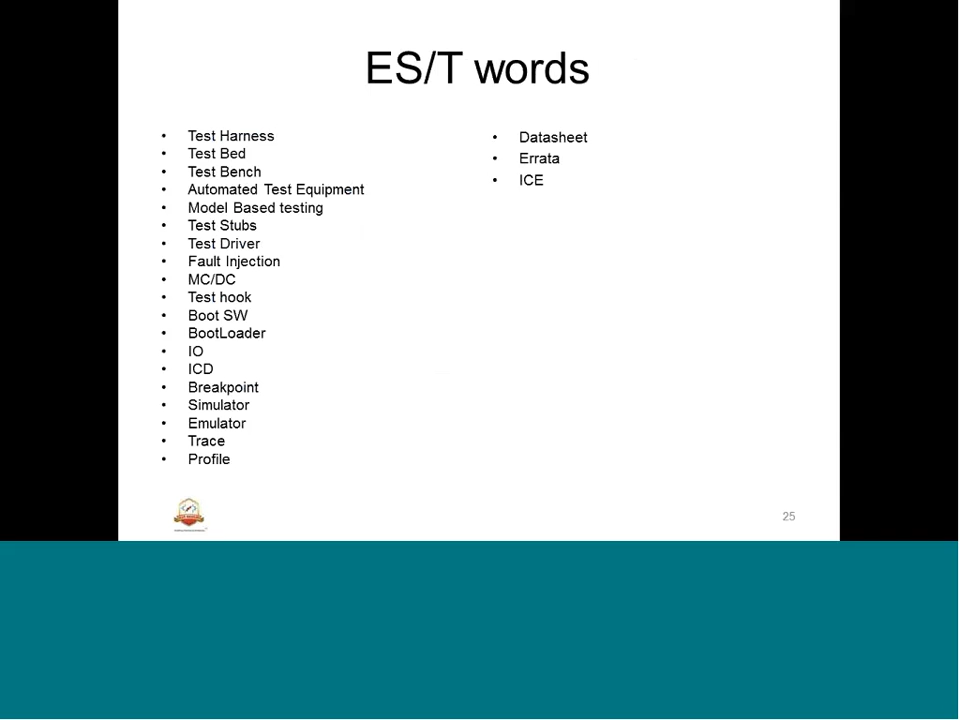 ES/T words
• Test Harness
• Test Bed
• Test Bench
• Automated Test Equipment
• Model Based testing
• Test Stubs
• Test Driver
• Fault Injection
• MC/DC
• Test hook
• Boot SW
• BootLoader
• IO
• ICD
• Breakpoint
• Simulator
• Emulator
• Trace
• Profile
• Datasheet
• Errata
• ICE
25